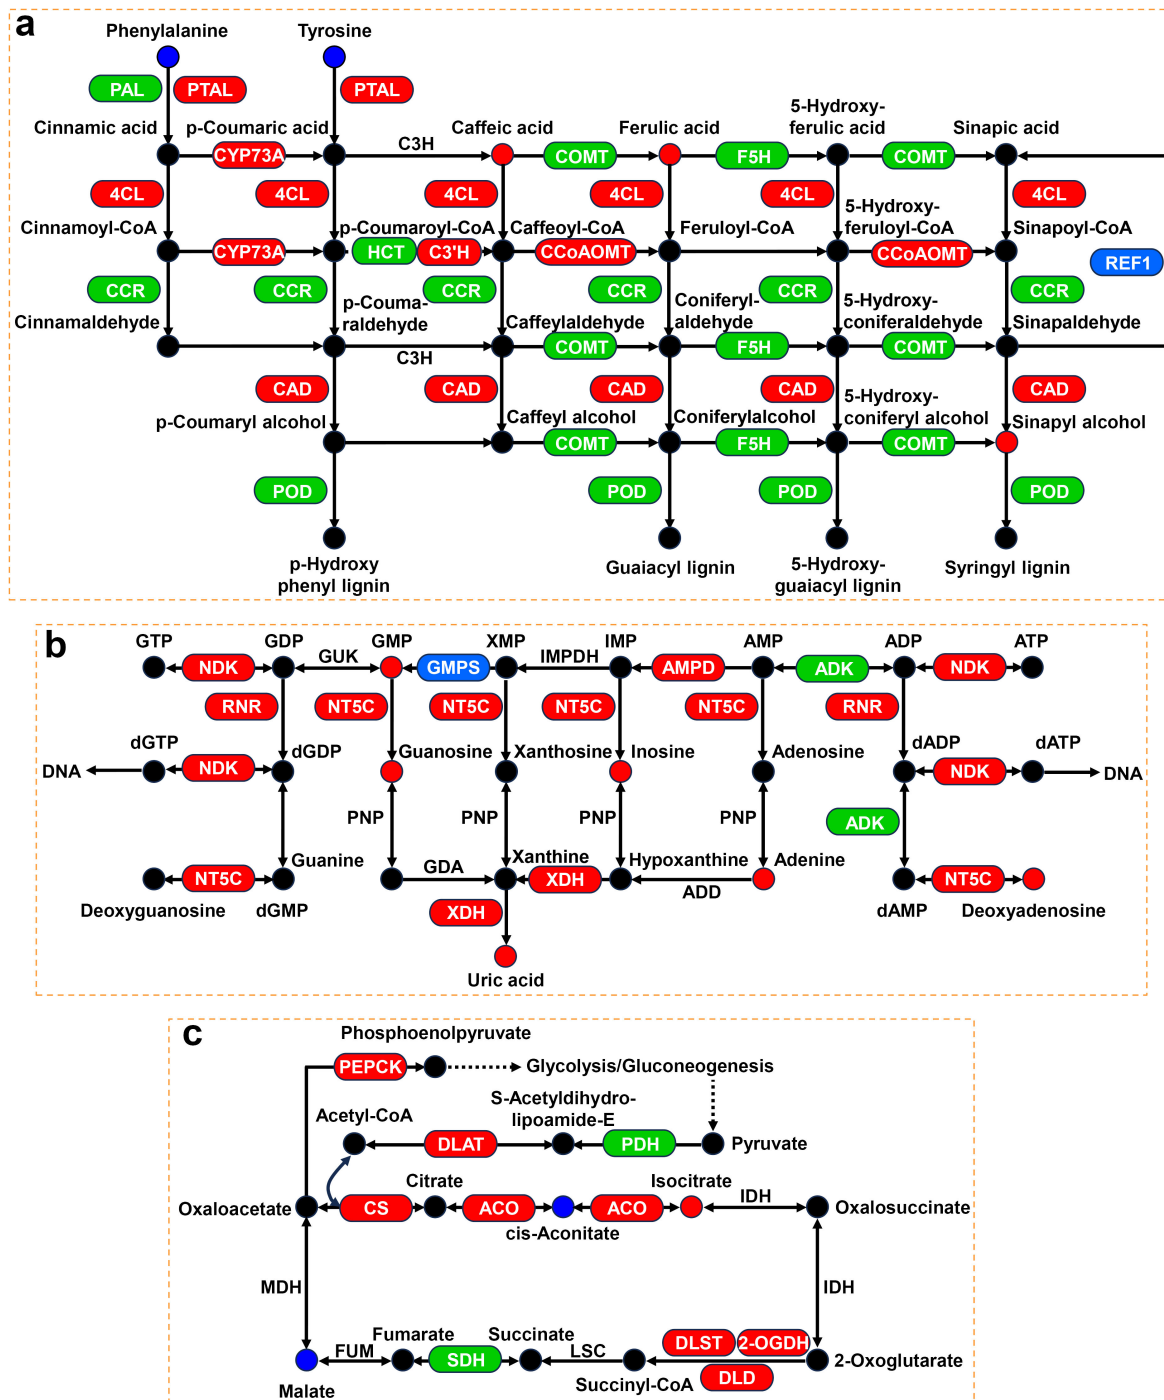 a
Phenylalanine Tyrosine
PAL PTAL PTAL
Cinnamic acid p-Coumaric acid Caffeic acid Ferulic acid 5-Hydroxy-
ferulic acid Sinapic acid
CYP73A C3H COMT F5H COMT
4CL 4CL 4CL 4CL 4CL 4CL
Cinnamoyl-CoA p-Coumaroyl-CoA Caffeoyl-CoA Feruloyl-CoA 5-Hydroxy-
feruloyl-CoA Sinapoyl-CoA
CYP73A HCT C3'H CCoAOMT CCoAOMT REF1
CCR CCR CCR CCR CCR CCR
Cinnamaldehyde p-Couma-
raldehyde Caffeylaldehyde Coniferyl-
aldehyde 5-Hydroxy-
coniferaldehyde Sinapaldehyde
C3H COMT F5H COMT
CAD CAD CAD CAD CAD
p-Coumaryl alcohol Caffeyl alcohol Coniferylalcohol 5-Hydroxy-
coniferyl alcohol Sinapyl alcohol
COMT F5H COMT
POD POD POD POD
p-Hydroxy
phenyl lignin Guaiacyl lignin 5-Hydroxy-
guaiacyl lignin Syringyl lignin
b
GTP GDP GMP XMP IMP AMP ADP ATP
NDK GUK GMPS IMPDH AMPD ADK NDK
RNR NT5C NT5C NT5C NT5C RNR
dGTP dGDP Guanosine Xanthosine Inosine Adenosine dADP dATP
DNA NDK NDK DNA
PNP PNP PNP PNP ADK
Guanine Xanthine Hypoxanthine Adenine
NT5C GDA XDH ADD NT5C
Deoxyguanosine dGMP XDH dAMP Deoxyadenosine
Uric acid
c
Phosphoenolpyruvate
PEPCK Glycolysis/Gluconeogenesis
Acetyl-CoA S-Acetyldihydro-
lipoamide-E
DLAT PDH Pyruvate
Citrate Isocitrate
Oxaloacetate CS ACO ACO IDH Oxalosuccinate
cis-Aconitate
MDH IDH
Fumarate Succinate DLST 2-OGDH
FUM SDH LSC 2-Oxoglutarate
Malate Succinyl-CoA DLD